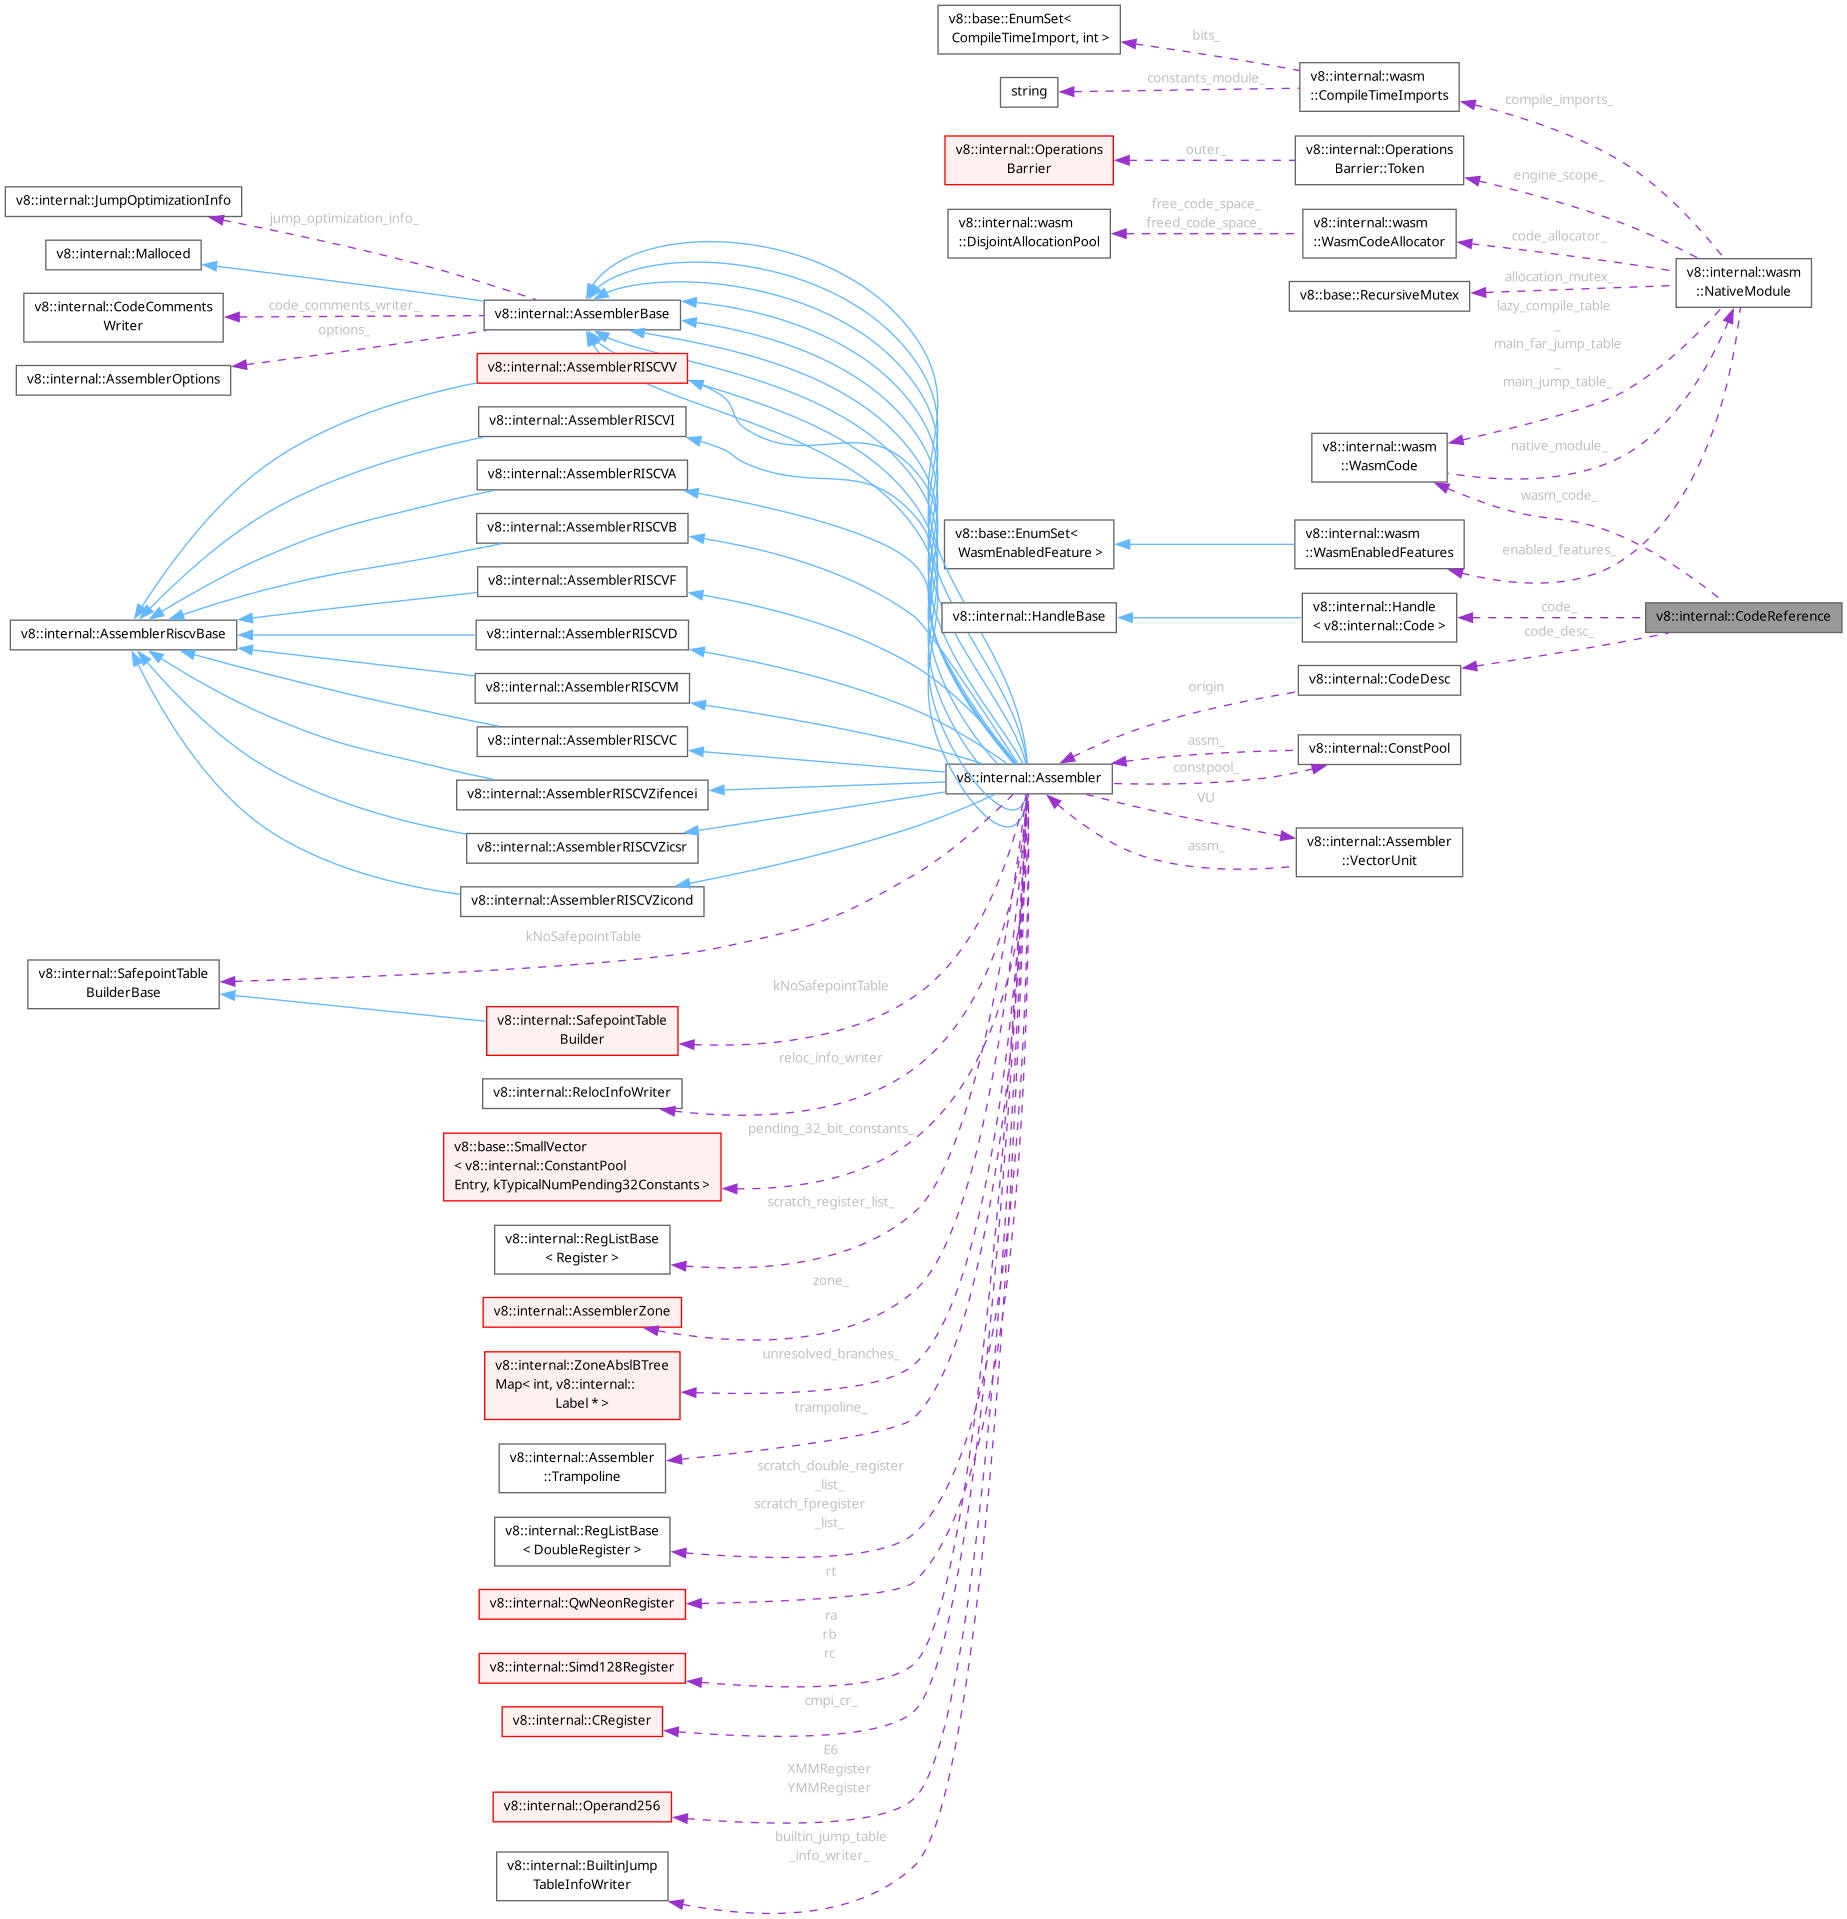 v8::base::EnumSet<
CompileTimeImport, int >
bits_
string
constants_module_
v8::internal::wasm
::CompileTimeImports
compile_imports_
v8::internal::Operations
Barrier
outer_
v8::internal::Operations
Barrier::Token
engine_scope_
v8::internal::wasm
::DisjointAllocationPool
free_code_space_
freed_code_space_
v8::internal::wasm
::WasmCodeAllocator
code_allocator_
v8::internal::wasm
::NativeModule
v8::base::RecursiveMutex
allocation_mutex_
lazy_compile_table
_
main_far_jump_table
_
main_jump_table_
v8::internal::JumpOptimizationInfo
jump_optimization_info_
v8::internal::Malloced
v8::internal::CodeComments
Writer
code_comments_writer_
options_
v8::internal::AssemblerOptions
v8::internal::AssemblerBase
v8::internal::AssemblerRISCVV
v8::internal::AssemblerRISCVI
v8::internal::AssemblerRISCVA
v8::internal::AssemblerRISCVB
v8::internal::AssemblerRISCVF
v8::internal::AssemblerRiscvBase
v8::internal::AssemblerRISCVD
v8::internal::AssemblerRISCVM
v8::internal::AssemblerRISCVC
v8::internal::AssemblerRISCVZifencei
v8::internal::AssemblerRISCVZicsr
v8::internal::AssemblerRISCVZicond
v8::internal::wasm
::WasmCode
native_module_
wasm_code_
v8::base::EnumSet<
WasmEnabledFeature >
v8::internal::wasm
::WasmEnabledFeatures
enabled_features_
v8::internal::HandleBase
v8::internal::Handle
< v8::internal::Code >
code_
v8::internal::CodeReference
code_desc_
v8::internal::CodeDesc
origin
v8::internal::Assembler
assm_
constpool_
v8::internal::ConstPool
VU
assm_
v8::internal::Assembler
::VectorUnit
kNoSafepointTable
v8::internal::SafepointTable
BuilderBase
v8::internal::SafepointTable
Builder
kNoSafepointTable
v8::internal::RelocInfoWriter
reloc_info_writer
v8::base::SmallVector
< v8::internal::ConstantPool
Entry, kTypicalNumPending32Constants >
pending_32_bit_constants_
v8::internal::RegListBase
< Register >
scratch_register_list_
v8::internal::AssemblerZone
zone_
v8::internal::ZoneAbslBTree
Map< int, v8::internal::
Label * >
unresolved_branches_
v8::internal::Assembler
::Trampoline
trampoline_
v8::internal::RegListBase
< DoubleRegister >
scratch_double_register
_list_
scratch_fpregister
_list_
v8::internal::QwNeonRegister
rt
v8::internal::Simd128Register
ra
rb
rc
v8::internal::CRegister
cmpi_cr_
v8::internal::Operand256
E6
XMMRegister
YMMRegister
v8::internal::BuiltinJump
TableInfoWriter
builtin_jump_table
_info_writer_